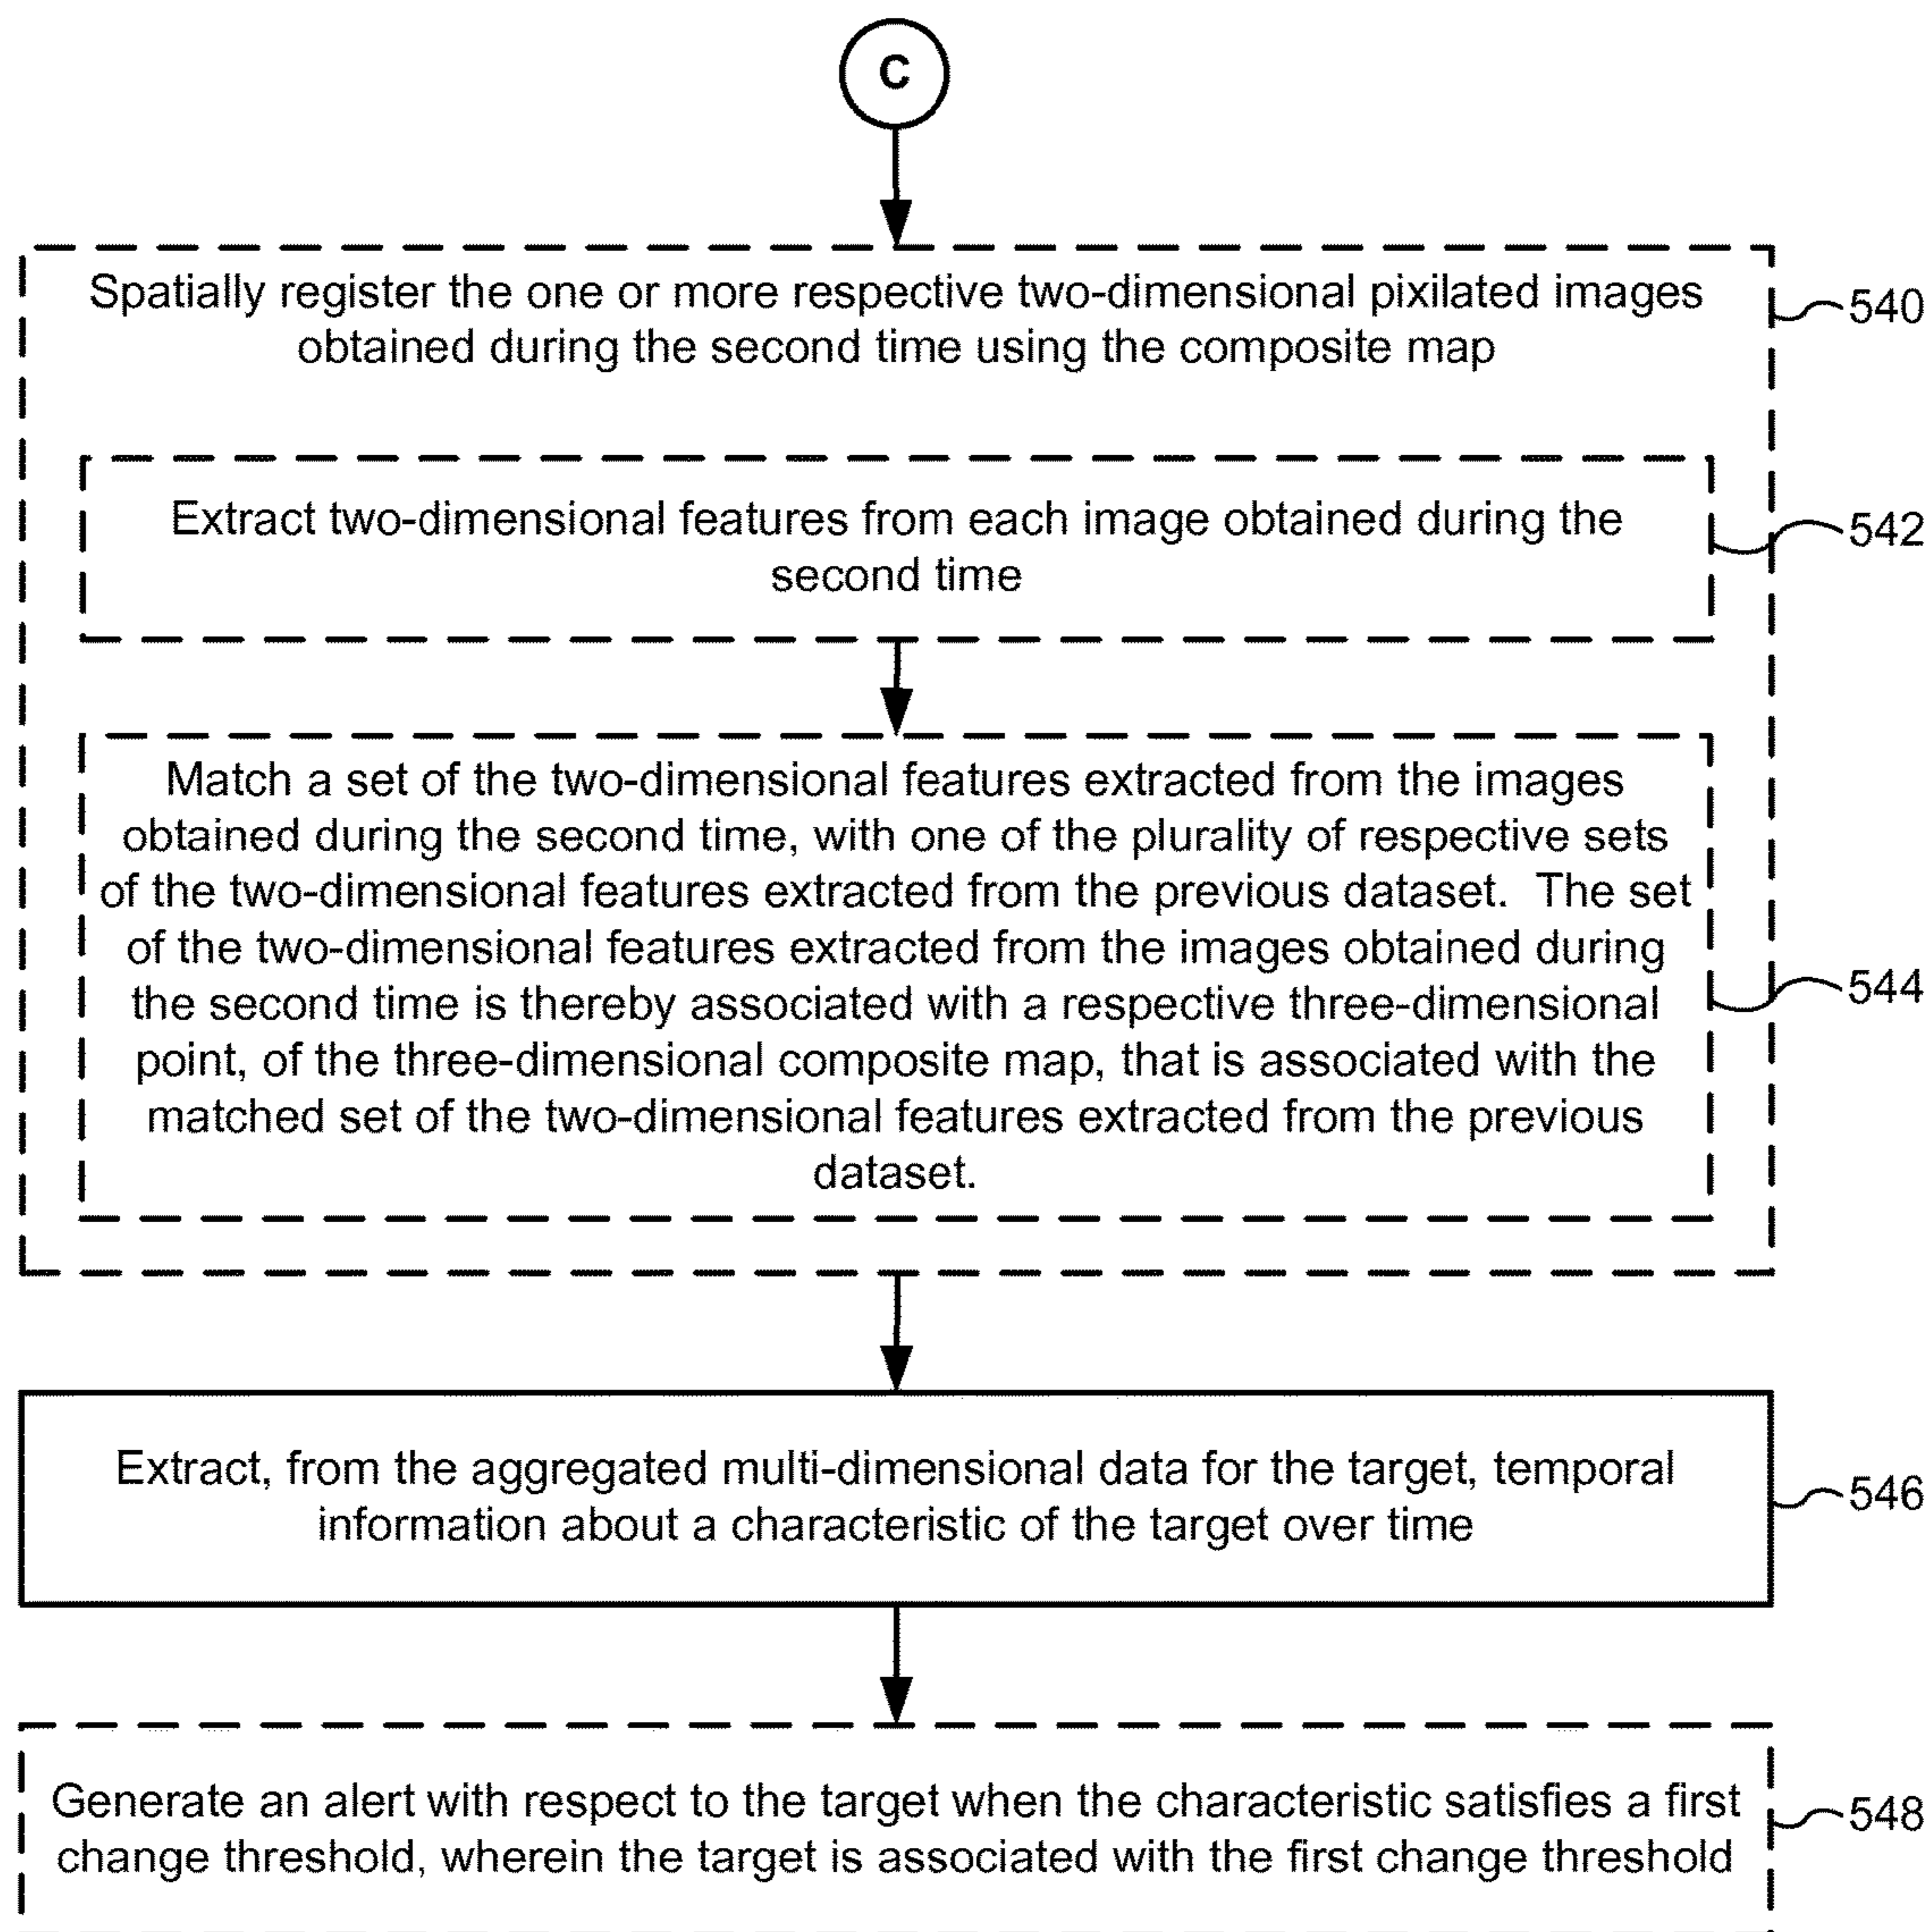 C
Spatially register the one or more respective two-dimensional pixilated images
obtained during the second time using the composite map
540
Extract two-dimensional features from each image obtained during the
second time
542
Match a set of the two-dimensional features extracted from the images
obtained during the second time, with one of the plurality of respective sets
of the two-dimensional features extracted from the previous dataset.  The set
of the two-dimensional features extracted from the images obtained during
the second time is thereby associated with a respective three-dimensional
point, of the three-dimensional composite map, that is associated with the
matched set of the two-dimensional features extracted from the previous
dataset.
544
Extract, from the aggregated multi-dimensional data for the target, temporal
information about a characteristic of the target over time
546
Generate an alert with respect to the target when the characteristic satisfies a first
change threshold, wherein the target is associated with the first change threshold
548